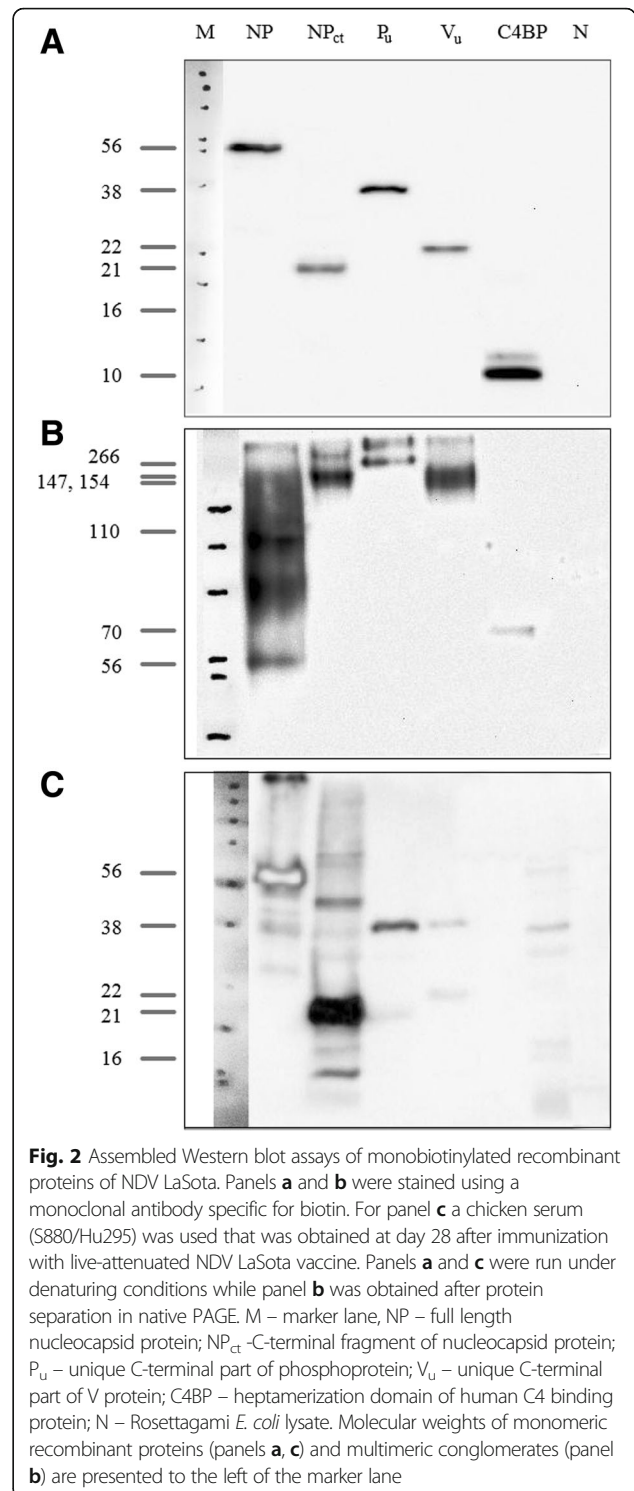 A
M NP NPct Pu Vu C4BP N
56
38
22
21
16
10
B
266
147, 154
110
70
56
C
56
38
22
21
16
Fig. 2 Assembled Western blot assays of monobiotinylated recombinant
proteins of NDV LaSota. Panels a and b were stained using a
monoclonal antibody specific for biotin. For panel c a chicken serum
(S880/Hu295) was used that was obtained at day 28 after immunization
with live-attenuated NDV LaSota vaccine. Panels a and c were run under
denaturing conditions while panel b was obtained after protein
separation in native PAGE. M – marker lane, NP – full length
nucleocapsid protein; NPct -C-terminal fragment of nucleocapsid protein;
Pu – unique C-terminal part of phosphoprotein; Vu – unique C-terminal
part of V protein; C4BP – heptamerization domain of human C4 binding
protein; N – Rosettagami E. coli lysate. Molecular weights of monomeric
recombinant proteins (panels a, c) and multimeric conglomerates (panel
b) are presented to the left of the marker lane